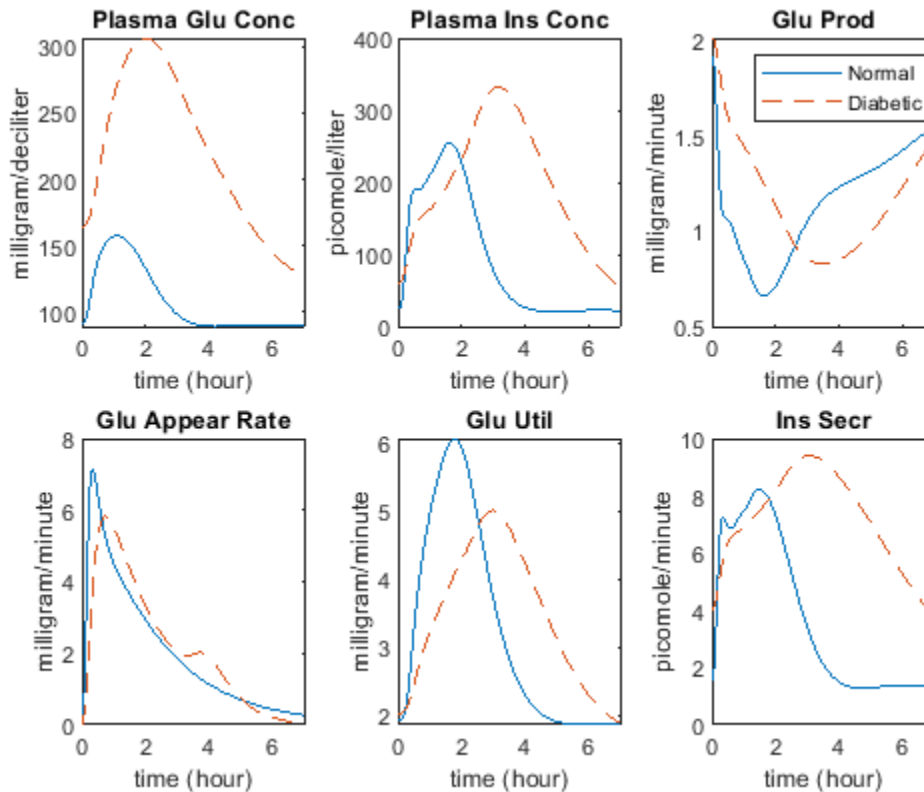 Plasma Glu Conc
milligram/deciliter
300
250
200
150
100
0 2 4 6
time (hour)
Plasma Ins Conc
picomole/liter
400
300
200
100
0
0 2 4 6
time (hour)
Glu Prod
milligram/minute
2
1.5
1
0.5
0 2 4 6
time (hour)
Normal
Diabetic
Glu Appear Rate
milligram/minute
8
6
4
2
0
0 2 4 6
time (hour)
Glu Util
milligram/minute
6
5
4
3
2
0 2 4 6
time (hour)
Ins Secr
picomole/minute
10
8
6
4
2
0
0 2 4 6
time (hour)